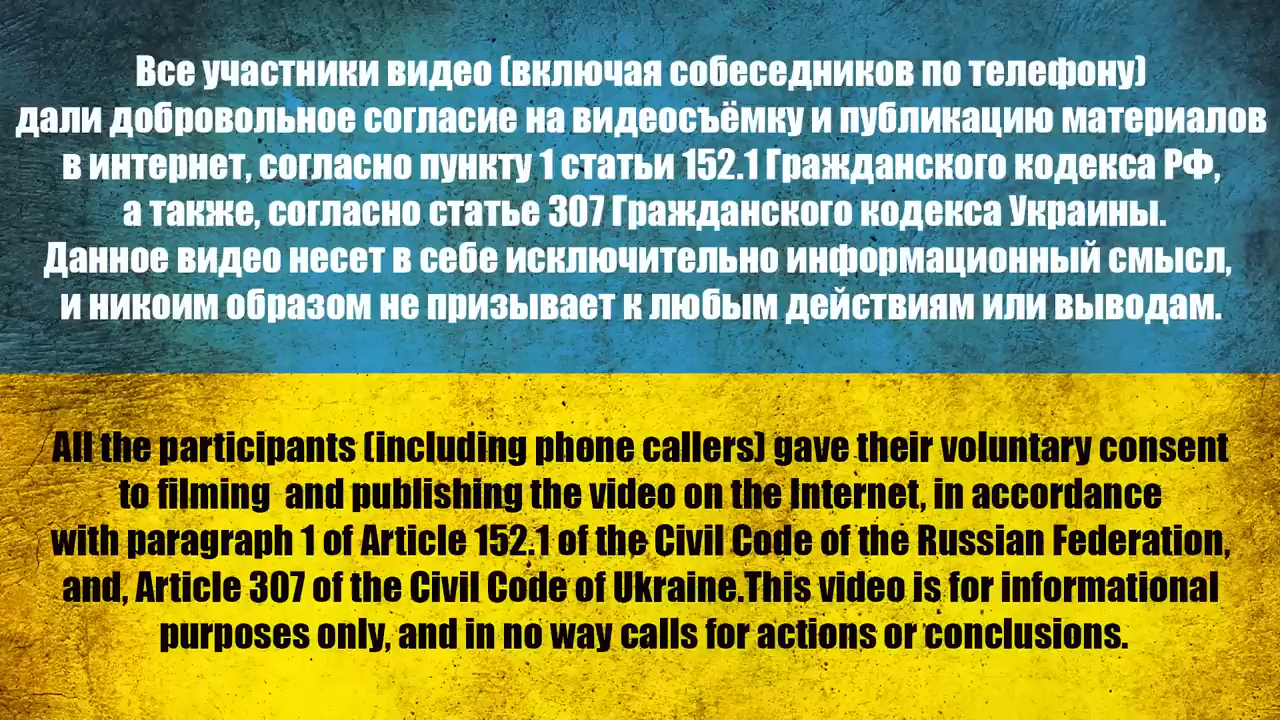 Все участники видео (включая собеседников по телефону)
дали добровольное согласие на видеосъёмку и публикацию материалов
в интернет, согласно пункту 1 статьи 152.1 Гражданского кодекса РФ,
а также, согласно статье 307 Гражданского кодекса Украины.
Данное видео несет в себе исключительно информационный смысл,
и никоим образом не призывает к любым действиям или выводам.
All the participants (including phone callers) gave their voluntary consent
to filming  and publishing the video on the Internet, in accordance
with paragraph 1 of Article 152.1 of the Civil Code of the Russian Federation,
and, Article 307 of the Civil Code of Ukraine.This video is for informational
purposes only, and in no way calls for actions or conclusions.